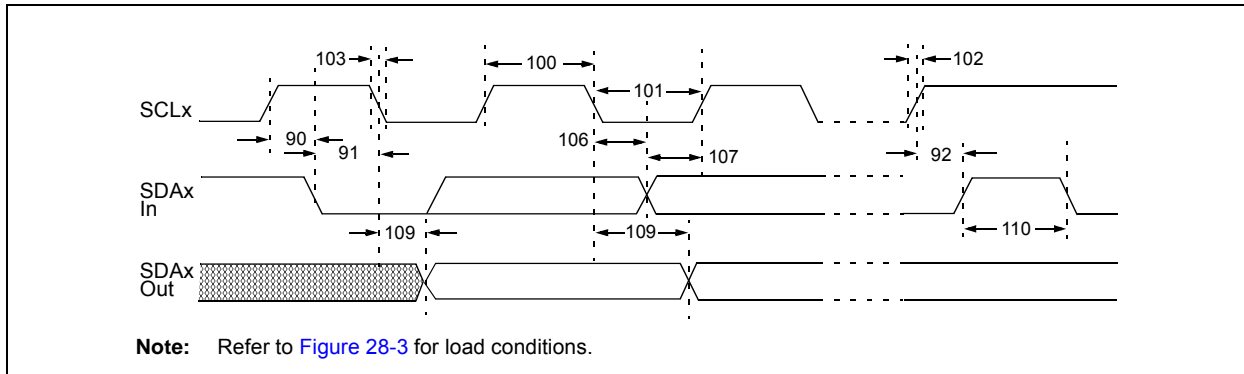 103
100
102
101
SCLx
90
106
91
107
92
SDAx
In
109
109
110
SDAx
Out
Note: Refer to Figure 28-3 for load conditions.